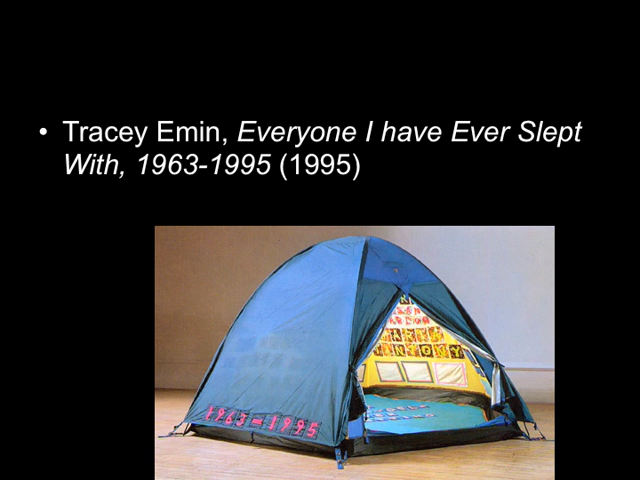 • Tracey Emin, Everyone I have Ever Slept
With, 1963-1995 (1995)
1963-1995